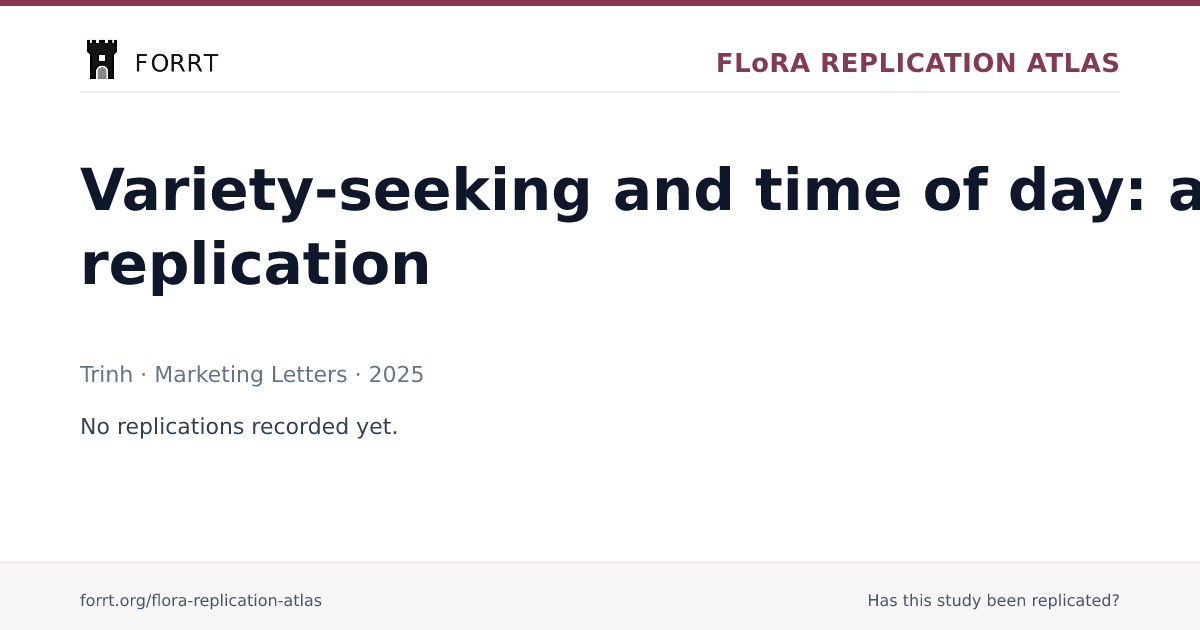 FORRT
FLoRA REPLICATION ATLAS
Variety-seeking and time of day: a
replication
Trinh · Marketing Letters · 2025
No replications recorded yet.
forrt.org/flora-replication-atlas
Has this study been replicated?